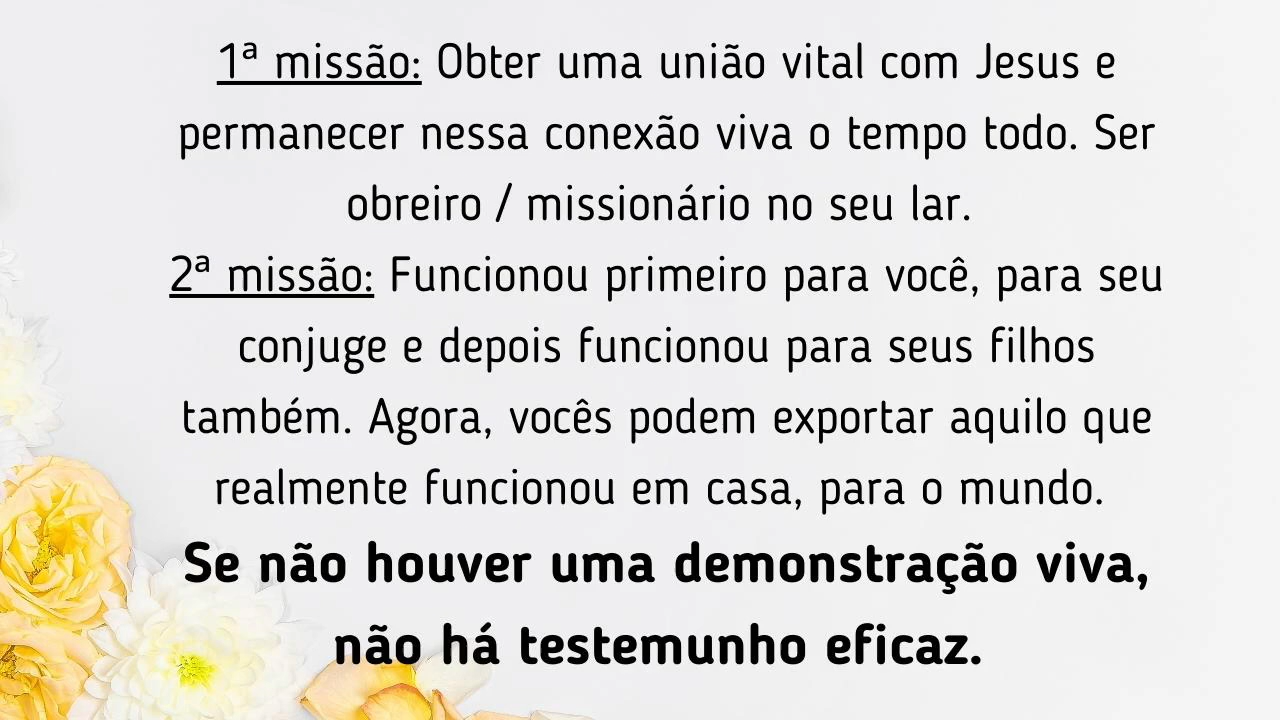 1ª missão: Obter uma união vital com Jesus e
permanecer nessa conexão viva o tempo todo. Ser
obreiro / missionário no seu lar.
2ª missão: Funcionou primeiro para você, para seu
conjuge e depois funcionou para seus filhos
também. Agora, vocês podem exportar aquilo que
realmente funcionou em casa, para o mundo.
Se não houver uma demonstração viva,
não há testemunho eficaz.